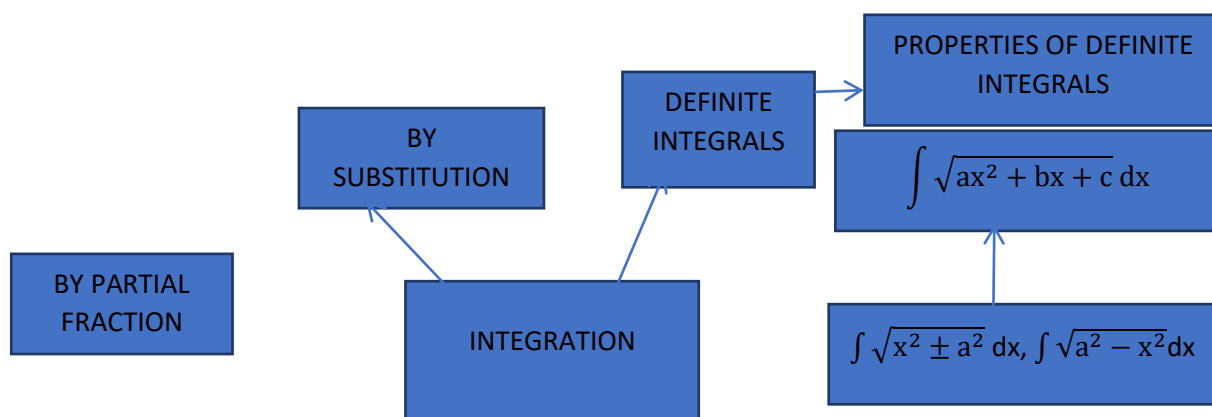 PROPERTIES OF DEFINITE
INTEGRALS
DEFINITE
INTEGRALS
BY
SUBSTITUTION
∫ √(ax² + bx + c) dx
BY PARTIAL
FRACTION
INTEGRATION
∫ √(x² ± a²) dx, ∫ √(a² − x²)dx